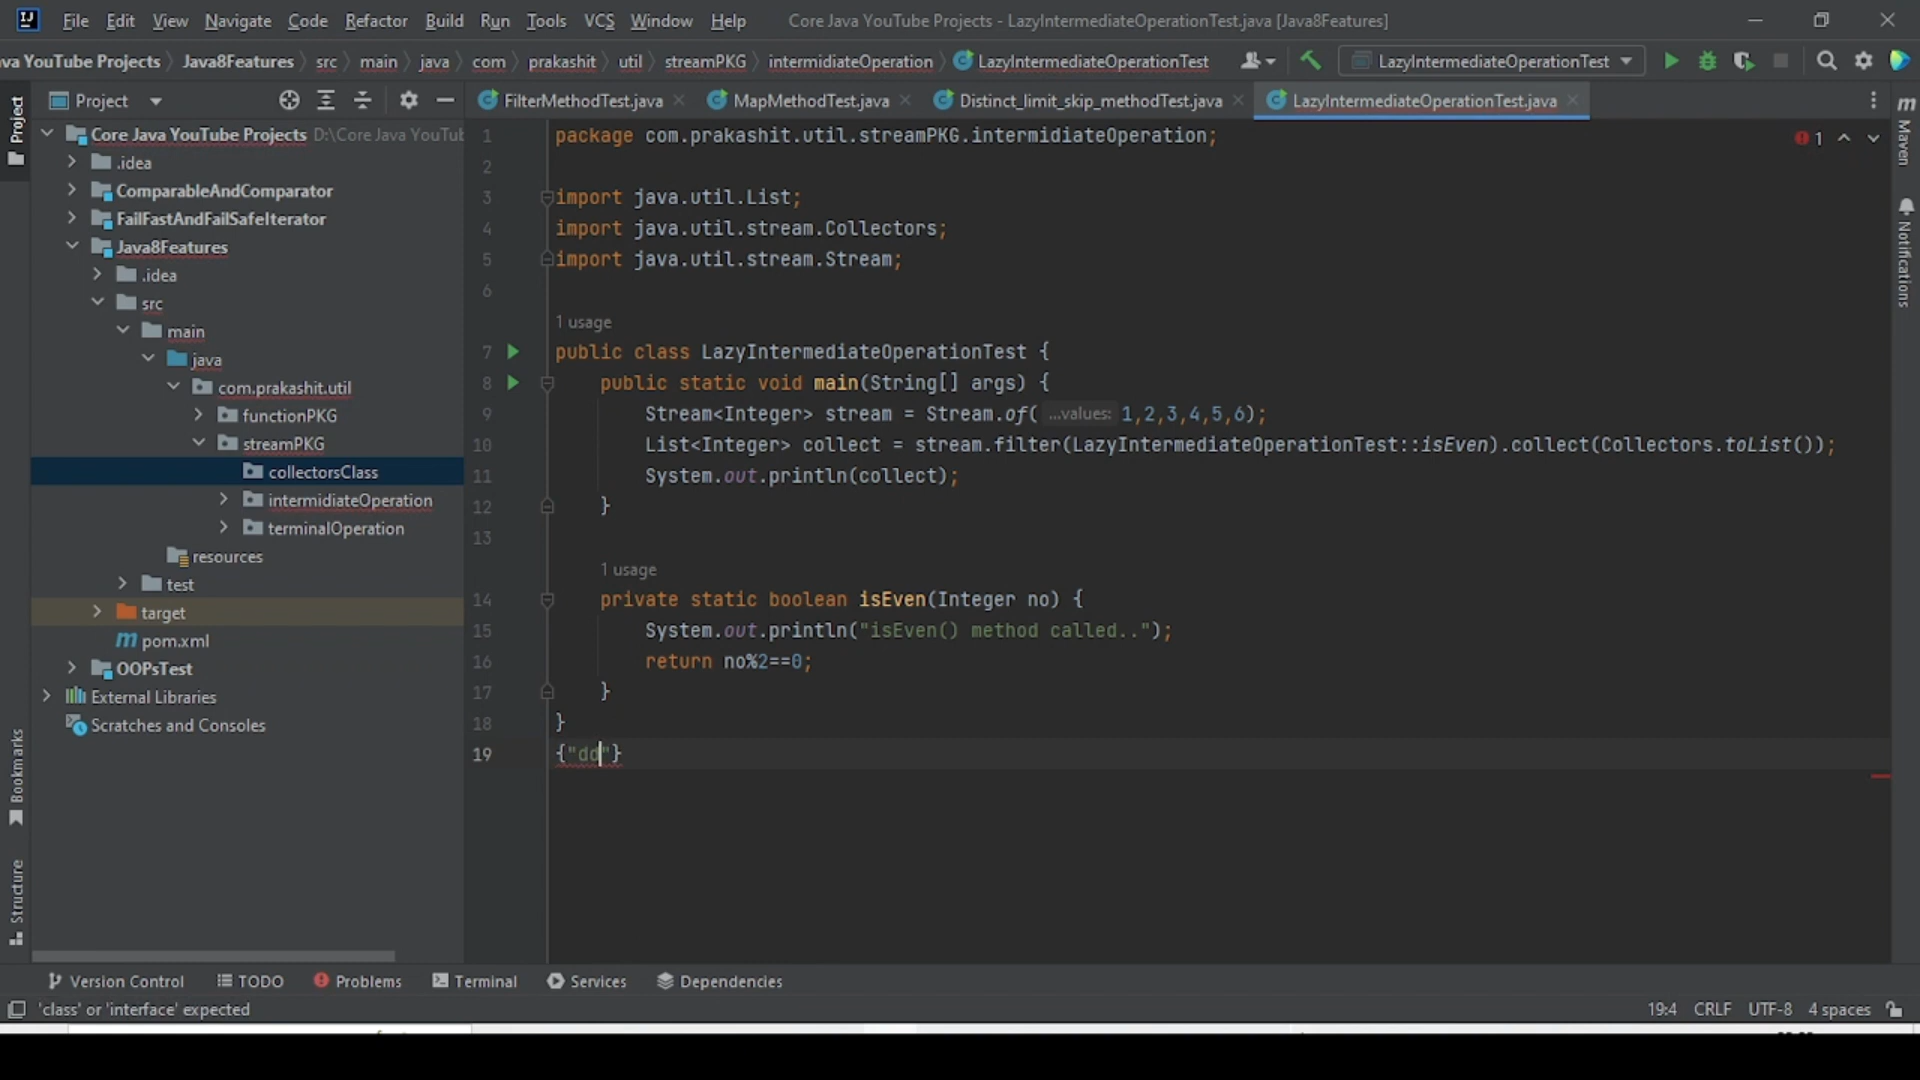 File Edit View Navigate Code Refactor Build Run Tools VCS Window Help Core Java YouTube Projects - LazyIntermediateOperationTest.java [Java8Features]
va YouTube Projects Java8Features src main java com prakashit util streamPKG intermidiateOperation LazyIntermediateOperationTest LazyIntermediateOperationTest
Project
FilterMethodTest.java MapMethodTest.java Distinct_limit_skip_methodTest.java LazyIntermediateOperationTest.java
Project
Core Java YouTube Projects D:\Core Java YouTub
.idea
ComparableAndComparator
FailFastAndFailSafeIterator
Java8Features
.idea
src
main
java
com.prakashit.util
functionPKG
streamPKG
collectorsClass
intermidiateOperation
terminalOperation
resources
test
target
pom.xml
OOPsTest
External Libraries
Scratches and Consoles
Bookmarks
Structure
1 package com.prakashit.util.streamPKG.intermidiateOperation;
2
3 import java.util.List;
4 import java.util.stream.Collectors;
5 import java.util.stream.Stream;
6
1 usage
7 public class LazyIntermediateOperationTest {
8 public static void main(String[] args) {
9 Stream<Integer> stream = Stream.of( ...values: 1,2,3,4,5,6);
10 List<Integer> collect = stream.filter(LazyIntermediateOperationTest::isEven).collect(Collectors.toList());
11 System.out.println(collect);
12 }
13
1 usage
14 private static boolean isEven(Integer no) {
15 System.out.println("isEven() method called..");
16 return no%2==0;
17 }
18 }
19 {"dd"}
1
m
Maven
Notifications
Version Control TODO Problems Terminal Services Dependencies
'class' or 'interface' expected 19:4 CRLF UTF-8 4 spaces